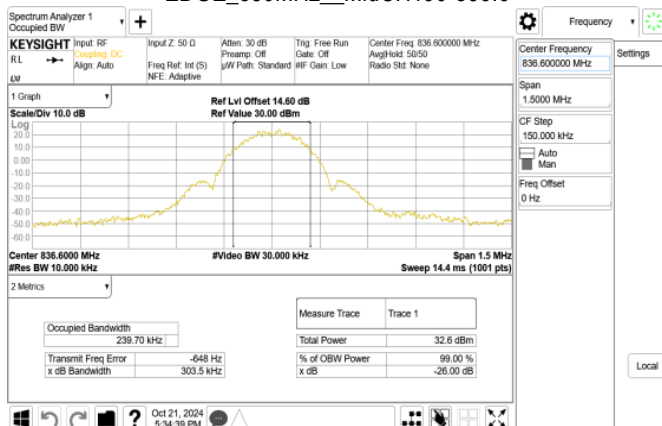 Spectrum Analyzer 1
Occupied BW
Frequency
KEYSIGHT
Input: RF
Coupling: DC
Align: Auto
Input Z: 50 Ω
Freq Ref: Int (S)
NFE: Adaptive
Atten: 30 dB
Preamp: Off
µW Path: Standard
Trig: Free Run
Gate: Off
#IF Gain: Low
Center Freq: 836.600000 MHz
Avg|Hold: 50/50
Radio Std: None
RL
Center Frequency
836.600000 MHz
Settings
Span
1.5000 MHz
CF Step
150.000 kHz
Auto
Man
Freq Offset
0 Hz
Local
1 Graph
Scale/Div 10.0 dB
Ref Lvl Offset 14.60 dB
Ref Value 30.00 dBm
Log
20.0
10.0
0.00
-10.0
-20.0
-30.0
-40.0
-50.0
-60.0
Center 836.6000 MHz
#Video BW 30.000 kHz
Span 1.5 MHz
#Res BW 10.000 kHz
Sweep 14.4 ms (1001 pts)
2 Metrics
Measure Trace
Trace 1
Occupied Bandwidth
239.70 kHz
Total Power
32.6 dBm
Transmit Freq Error
-648 Hz
% of OBW Power
99.00 %
x dB Bandwidth
303.5 kHz
x dB
-26.00 dB
Oct 21, 2024
5:34:39 PM